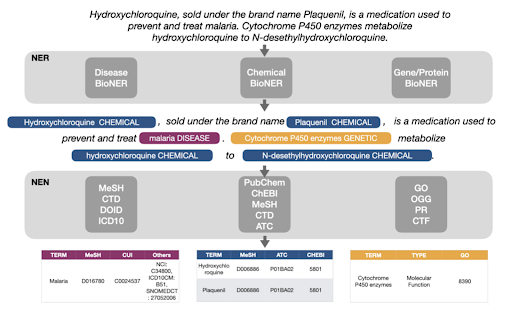 Hydroxychloroquine, sold under the brand name Plaquenil, is a medication used to
prevent and treat malaria. Cytochrome P450 enzymes metabolize
hydroxychloroquine to N-desethylhydroxychloroquine.
NER
Disease
BioNER
Chemical
BioNER
Gene/Protein
BioNER
Hydroxychloroquine CHEMICAL , sold under the brand name Plaquenil CHEMICAL , is a medication used to
prevent and treat malaria DISEASE . Cytochrome P450 enzymes GENETIC metabolize
hydroxychloroquine CHEMICAL to N-desethylhydroxychloroquine CHEMICAL .
NEN
MeSH
CTD
DOID
ICD10
PubChem
ChEBI
MeSH
CTD
ATC
GO
OGG
PR
CTF
TERM MeSH CUI Others
Malaria D016780 C0024537 NCI:
C34800,
ICD10CM:
B51,
SNOMEDCT
: 27052006
TERM MeSH ATC CHEBI
Hydroxychlo
roquine D006886 P01BA02 5801
Plaquenil D006886 P01BA02 5801
TERM TYPE GO
Cytochrome
P450 enzymes Molecular
Function 8390